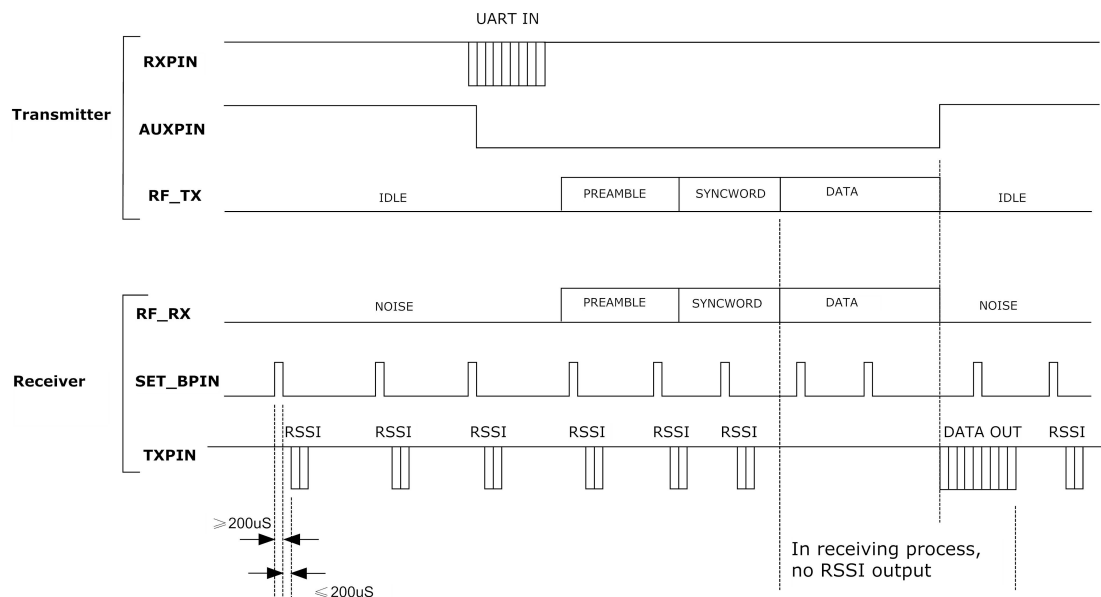 UART IN
RXPIN
Transmitter
AUXPIN
RF_TX
IDLE
PREAMBLE
SYNCWORD
DATA
IDLE
RF_RX
NOISE
PREAMBLE
SYNCWORD
DATA
NOISE
Receiver
SET_BPIN
RSSI
RSSI
RSSI
RSSI
RSSI
RSSI
DATA OUT
RSSI
TXPIN
≥200uS
≤200uS
In receiving process,
no RSSI output